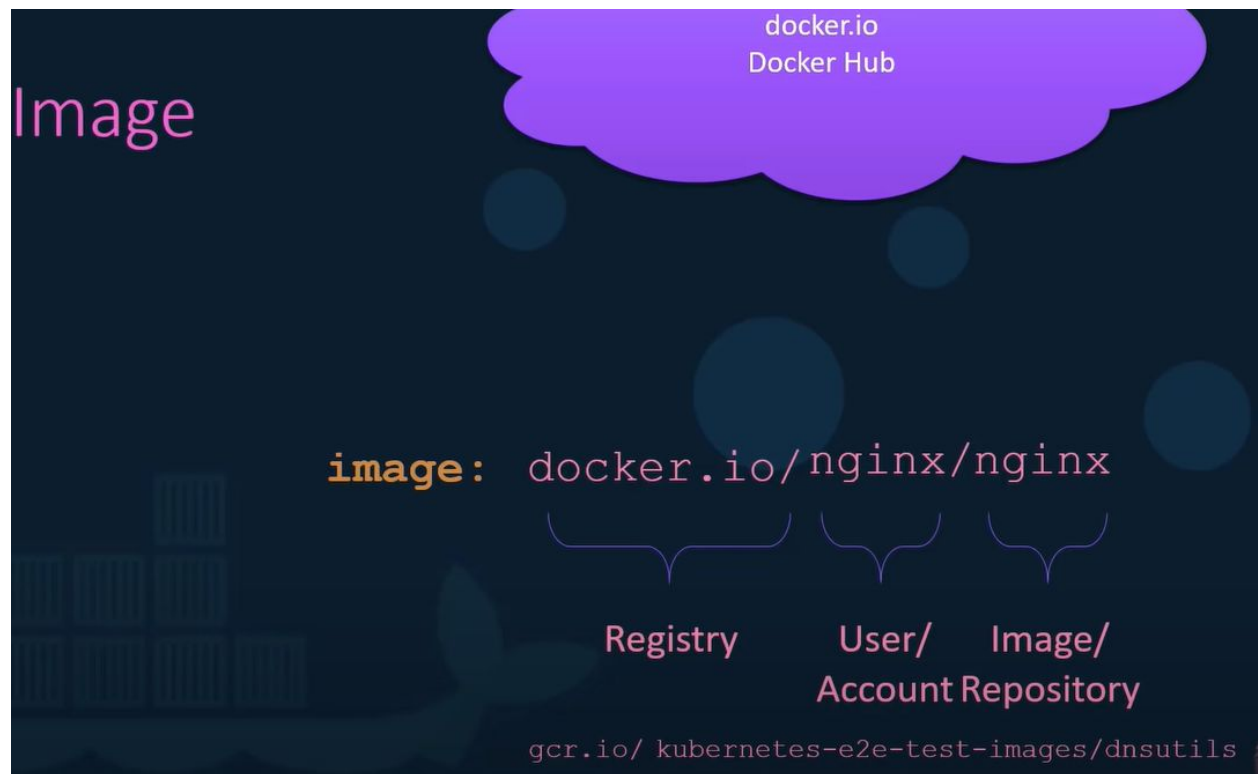 docker.io
Docker Hub
Image
image: docker.io/nginx/nginx
Registry User/ Image/
Account Repository
gcr.io/ kubernetes-e2e-test-images/dnsutils